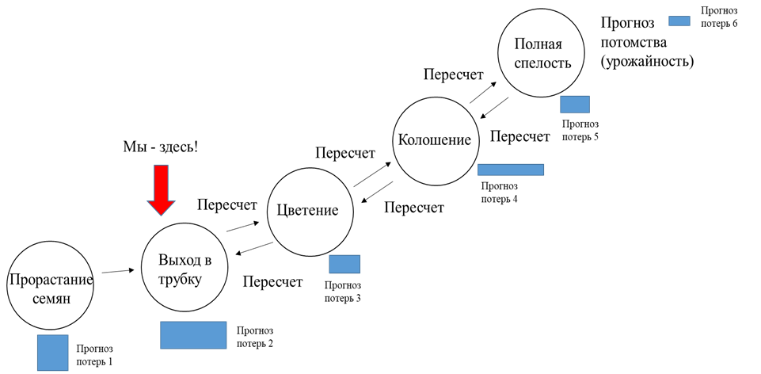 Прогноз
потерь 6
Прогноз
потомства
(урожайность)
Полная
спелость
Пересчет
Прогноз
потерь 5
Колошение
Пересчет
Мы - здесь!
Пересчет
Прогноз
потерь 4
Цветение
Пересчет
Пересчет
Выход в
трубку
Пересчет
Прогноз
потерь 3
Прорастание
семян
Прогноз
потерь 2
Прогноз
потерь 1